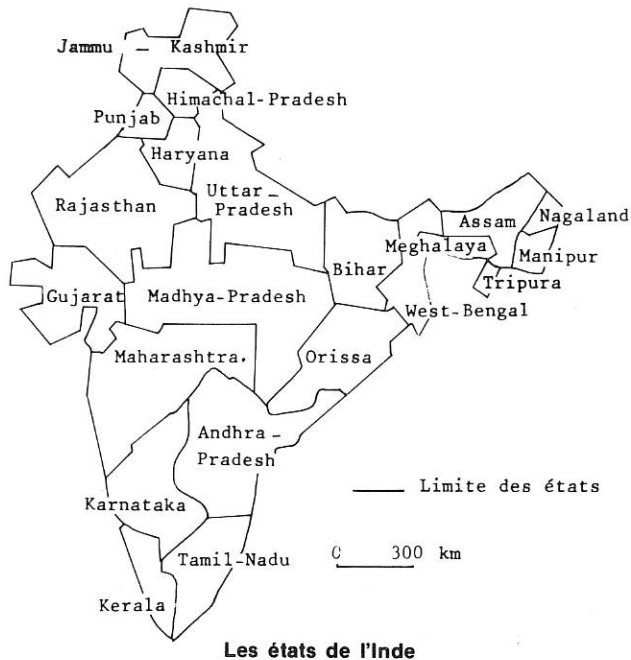 Jammu - Kashmir
Himachal-Pradesh
Punjab
Haryana
Rajasthan
Uttar-
Pradesh
Assam
Nagaland
Meghalaya
Manipur
Bihar
Tripura
Gujarat
Madhya-Pradesh
West-Bengal
Maharashtra.
Orissa
Andhra-
Pradesh
Limite des états
Karnataka
0 300 km
Tamil-Nadu
Kerala
Les états de l'Inde